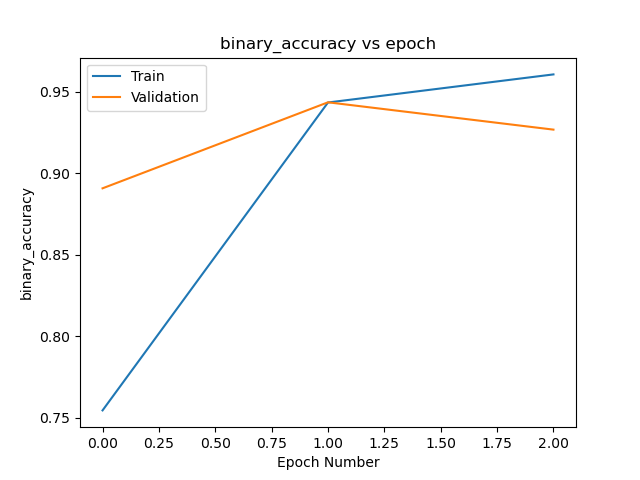 binary_accuracy vs epoch
Train
Validation
0.95
0.90
0.85
0.80
0.75
binary_accuracy
0.00 0.25 0.50 0.75 1.00 1.25 1.50 1.75 2.00
Epoch Number